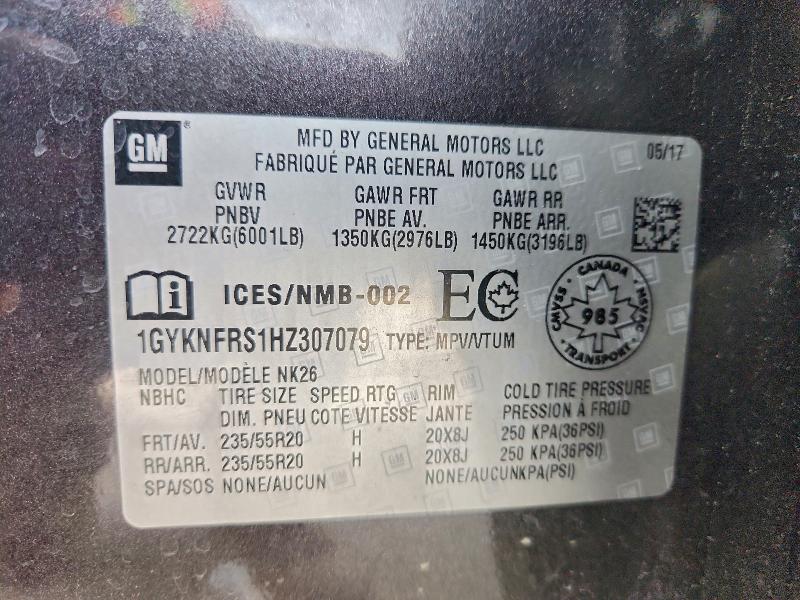 GM
MFD BY GENERAL MOTORS LLC
FABRIQUÉ PAR GENERAL MOTORS LLC
05/17
GVWR GAWR FRT GAWR RR
PNBV PNBE AV. PNBE ARR.
2722KG(6001LB) 1350KG(2976LB) 1450KG(3196LB)
ICES/NMB-002 EC
CANADA
CMVSS 985 NSVAC
TRANSPORT
1GYKNFRS1HZ307079 TYPE: MPV/VTUM
MODEL/MODÈLE NK26
NBHC TIRE SIZE SPEED RTG RIM COLD TIRE PRESSURE
DIM. PNEU COTE VITESSE JANTE PRESSION À FROID
FRT/AV. 235/55R20 H 20X8J 250 KPA(36PSI)
RR/ARR. 235/55R20 H 20X8J 250 KPA(36PSI)
SPA/SOS NONE/AUCUN NONE/AUCUNKPA(PSI)